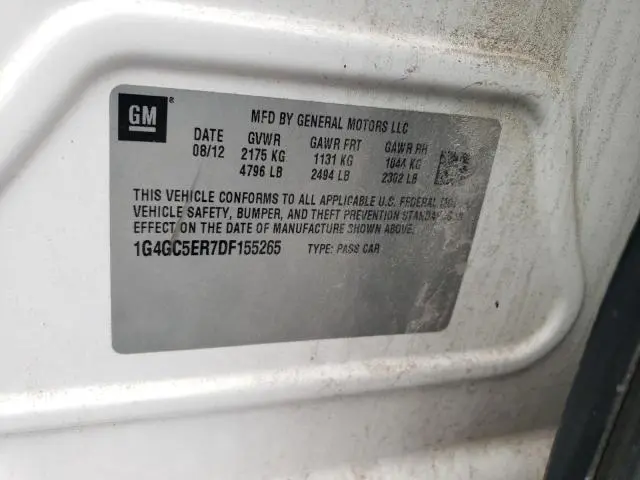 GM ®
MFD BY GENERAL MOTORS LLC
DATE GVWR GAWR FRT GAWR RR
08/12 2175 KG 1131 KG 1044 KG
4796 LB 2494 LB 2302 LB
THIS VEHICLE CONFORMS TO ALL APPLICABLE U.S. FEDERAL
VEHICLE SAFETY, BUMPER, AND THEFT PREVENTION STANDARDS IN
EFFECT ON THE DATE OF MANUFACTURE SHOWN ABOVE.
1G4GC5ER7DF155265 TYPE: PASS CAR